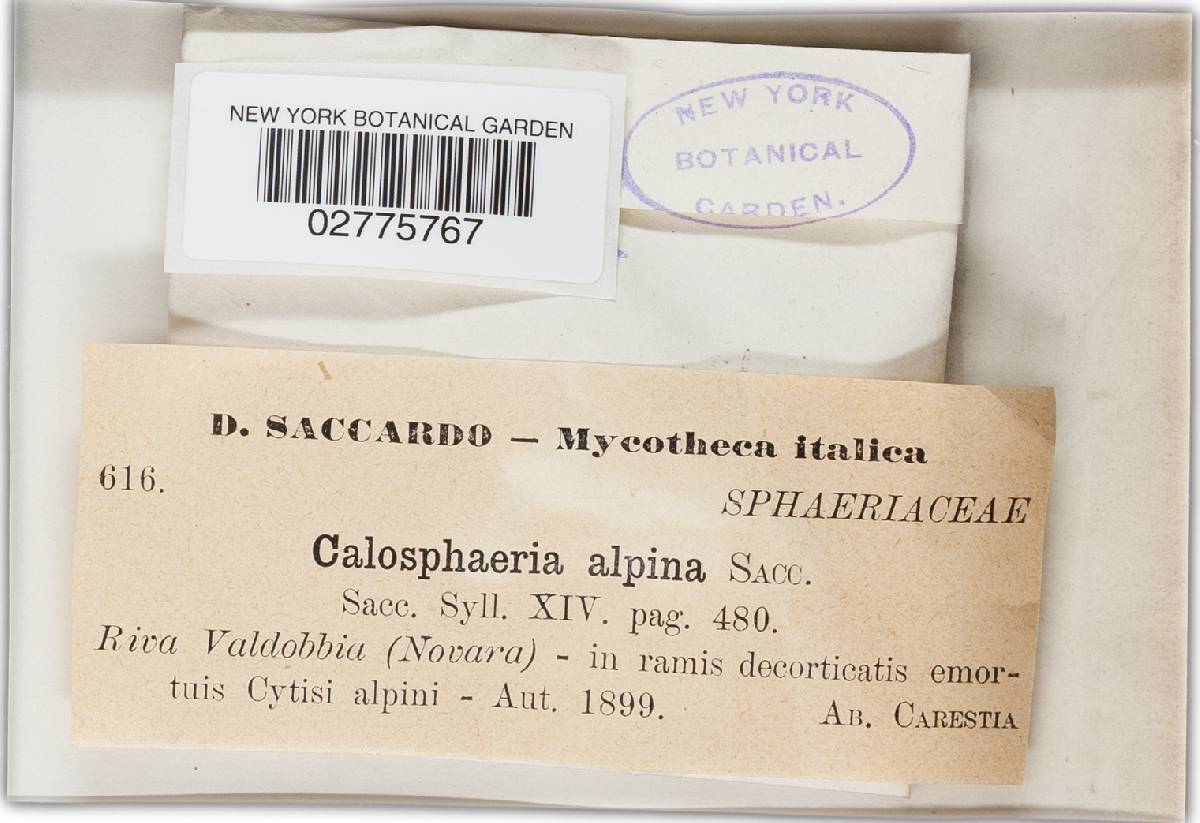 NEW YORK BOTANICAL GARDEN
02775767
NEW YORK
BOTANICAL
GARDEN.
D. SACCARDO — Mycotheca italica
616.
SPHAERIACEAE
Calosphaeria alpina SACC.
Sacc. Syll. XIV. pag. 480.
Riva Valdobbia (Novara) - in ramis decorticatis emor-
tuis Cytisi alpini - Aut. 1899.
AB. CARESTIA